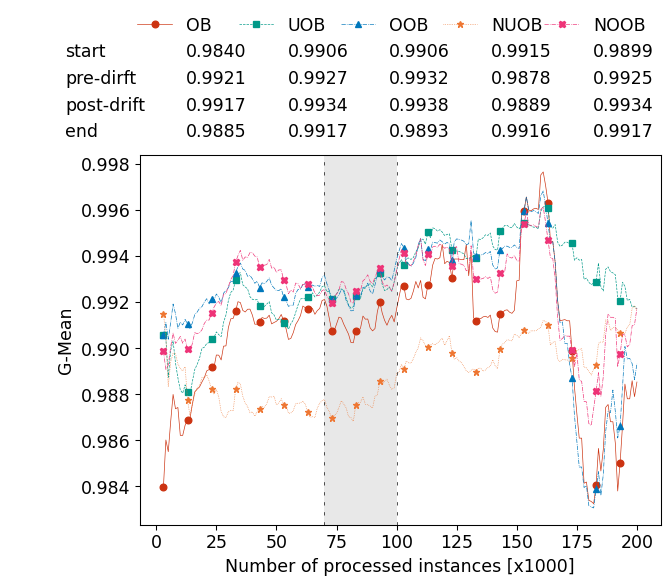 OB UOB OOB NUOB NOOB
start 0.9840 0.9906 0.9906 0.9915 0.9899
pre-dirft 0.9921 0.9927 0.9932 0.9878 0.9925
post-drift 0.9917 0.9934 0.9938 0.9889 0.9934
end 0.9885 0.9917 0.9893 0.9916 0.9917
0.998
0.996
0.994
0.992
0.990
0.988
0.986
0.984
G-Mean
0 25 50 75 100 125 150 175 200
Number of processed instances [x1000]